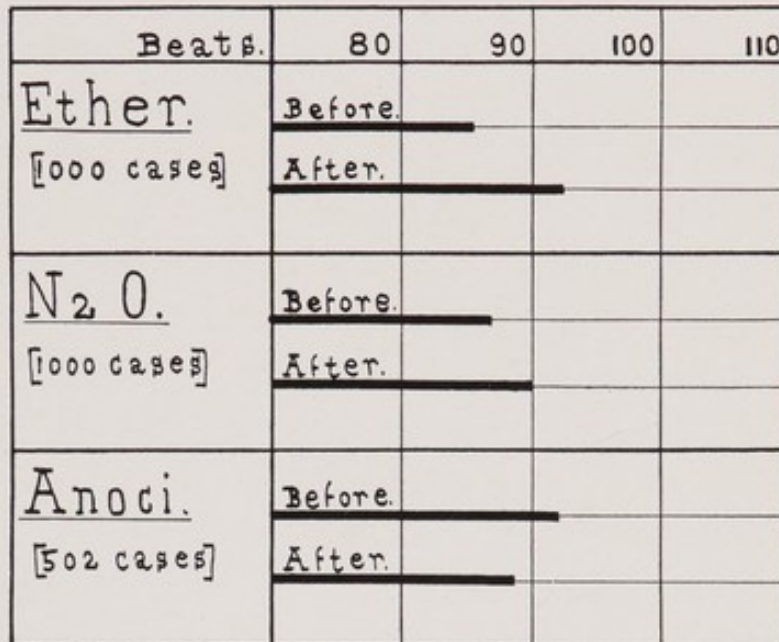 Beats. 80 90 100 110
Ether.
Before.
[1000 cases]
After.
N2 O.
Before.
[1000 cases]
After.
Anoci.
Before.
[502 cases]
After.